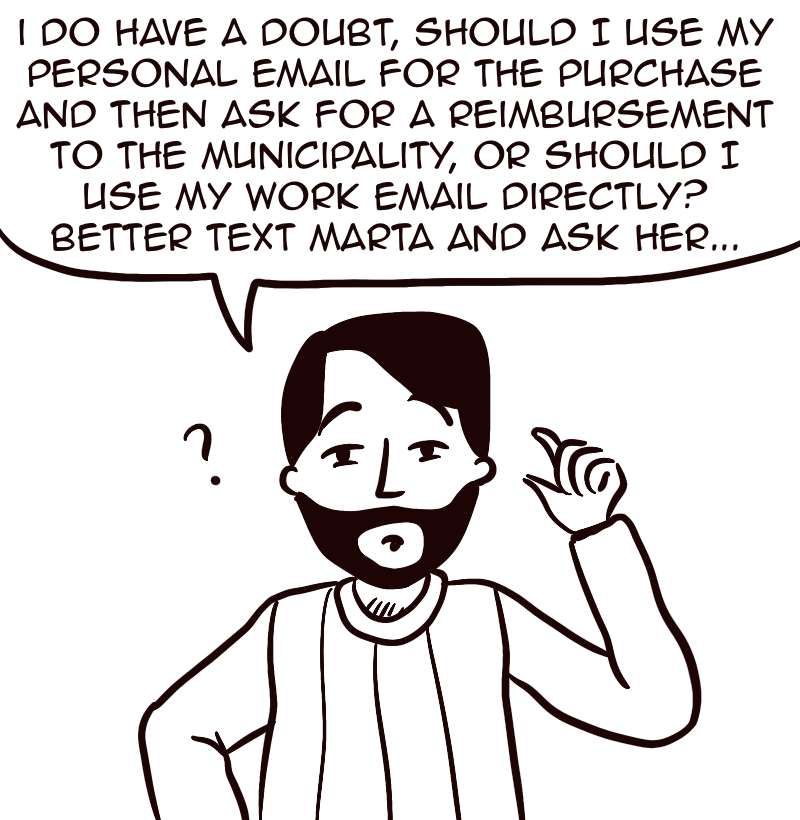 I DO HAVE A DOUBT, SHOULD I USE MY
PERSONAL EMAIL FOR THE PURCHASE
AND THEN ASK FOR A REIMBURSEMENT
TO THE MUNICIPALITY, OR SHOULD I
USE MY WORK EMAIL DIRECTLY?
BETTER TEXT MARTA AND ASK HER...
?